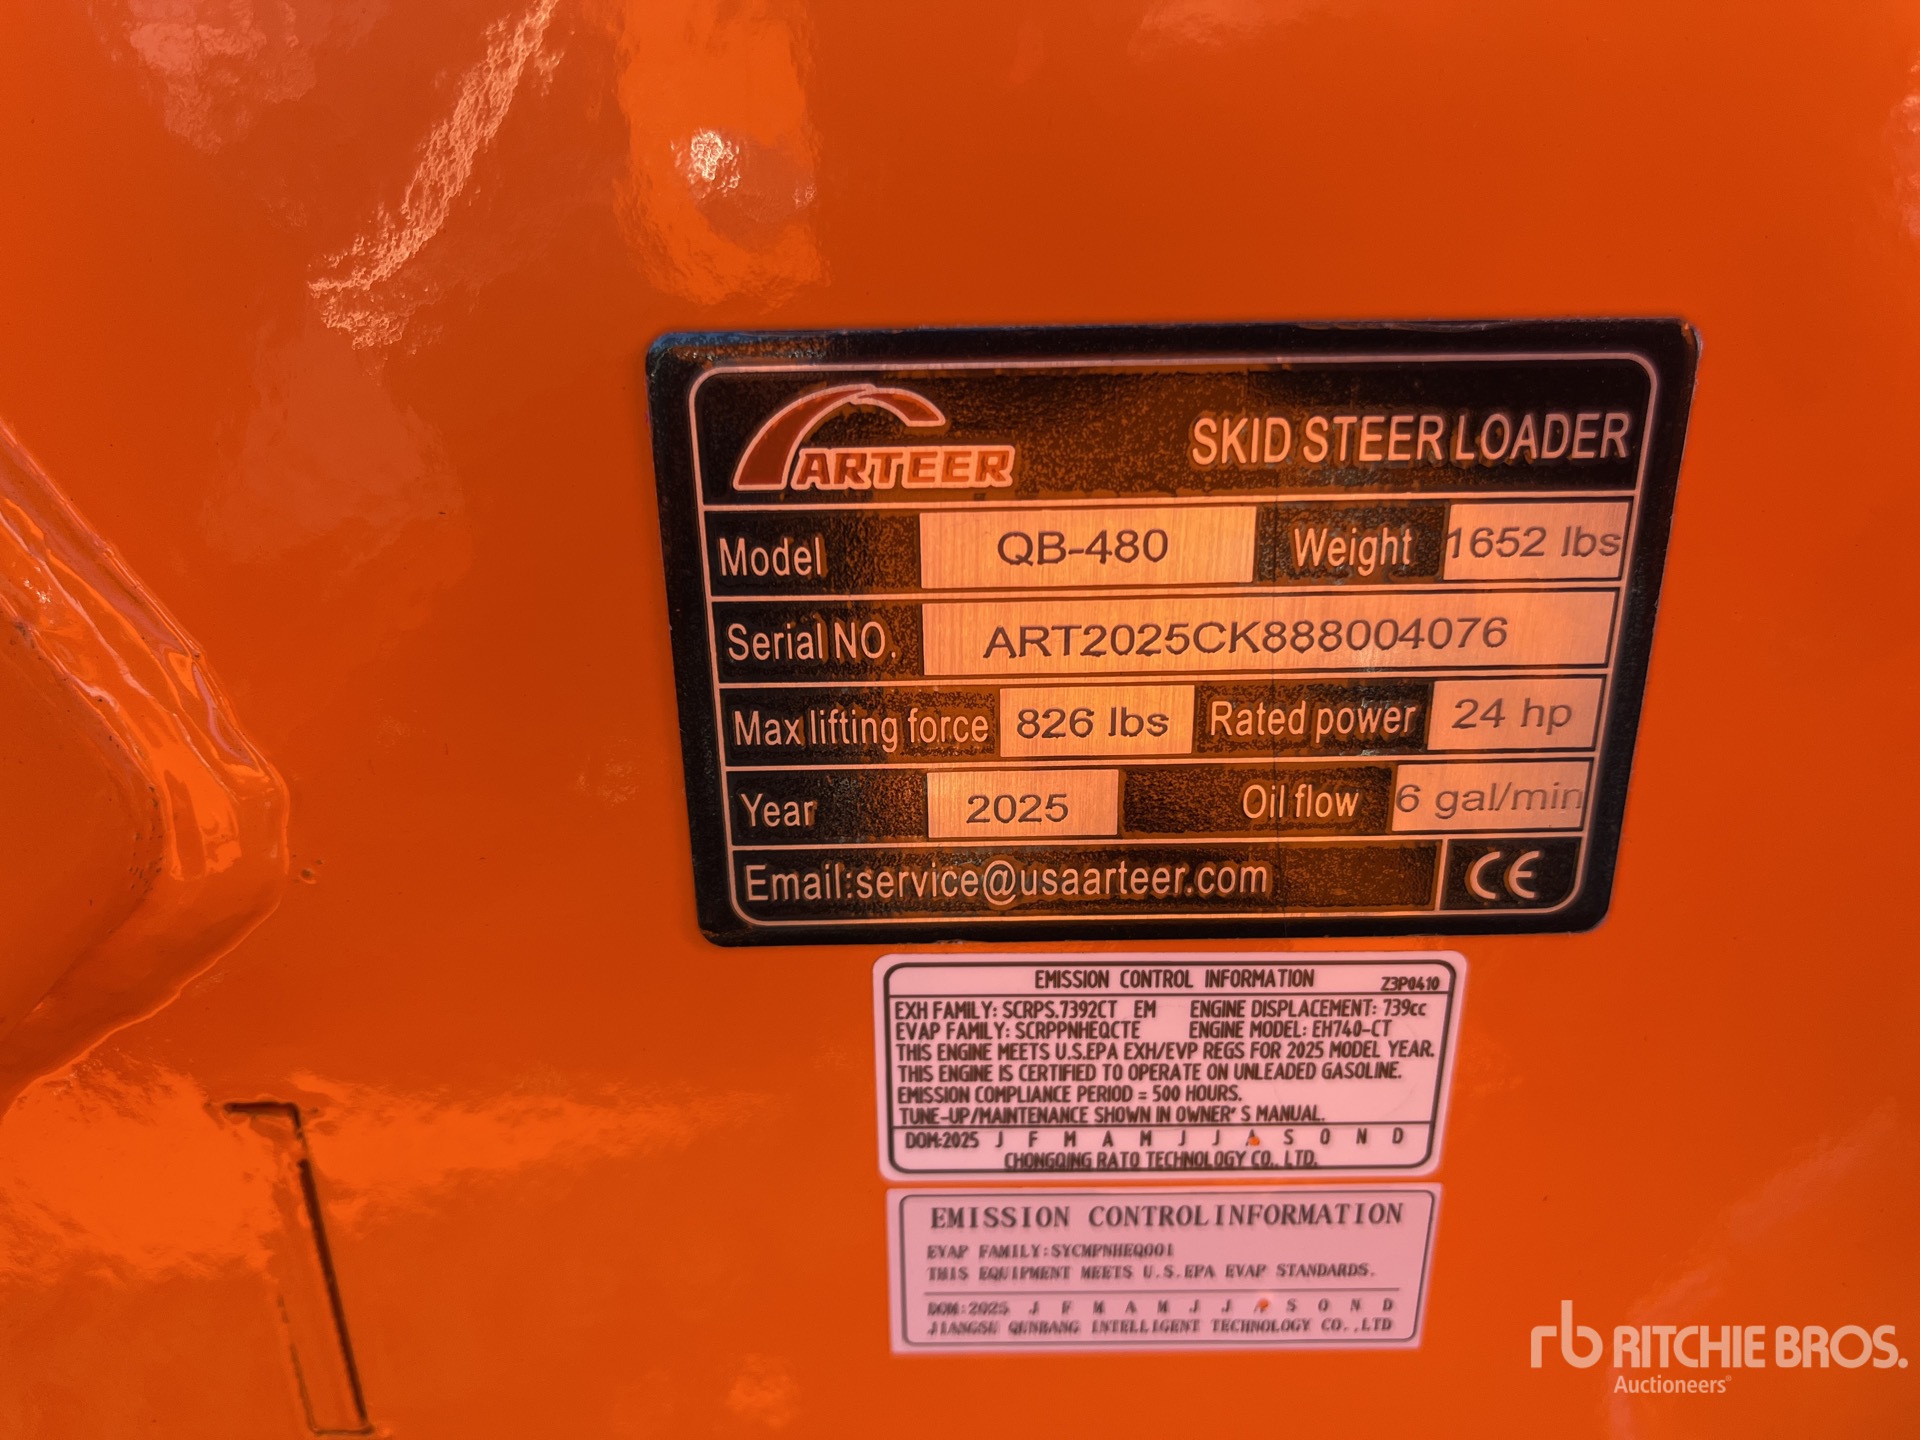 ARTEER
SKID STEER LOADER
Model QB-480 Weight 1652 lbs
Serial NO. ART2025CK888004076
Max lifting force 826 lbs Rated power 24 hp
Year 2025 Oil flow 6 gal/min
Email:service@usaarteer.com CE
EMISSION CONTROL INFORMATION Z3P0410
EXH FAMILY: SCRPS.7392CT EM ENGINE DISPLACEMENT: 739cc
EVAP FAMILY: SCRPPNHEQCTE ENGINE MODEL: EH740-CT
THIS ENGINE MEETS U.S.EPA EXH/EVP REGS FOR 2025 MODEL YEAR.
THIS ENGINE IS CERTIFIED TO OPERATE ON UNLEADED GASOLINE.
EMISSION COMPLIANCE PERIOD = 500 HOURS.
TUNE-UP/MAINTENANCE SHOWN IN OWNER' S MANUAL.
DOM:2025 J F M A M J J A S O N D
CHONGQING RATO TECHNOLOGY CO., LTD.
EMISSION CONTROL INFORMATION
EVAP FAMILY:SYCMPNHEQ001
THIS EQUIPMENT MEETS U.S.EPA EVAP STANDARDS.
DOM:2025 J F M A M J J A S O N D
JIANGSU QUNBANG INTELLIGENT TECHNOLOGY CO.,LTD
rb RITCHIE BROS.
Auctioneers